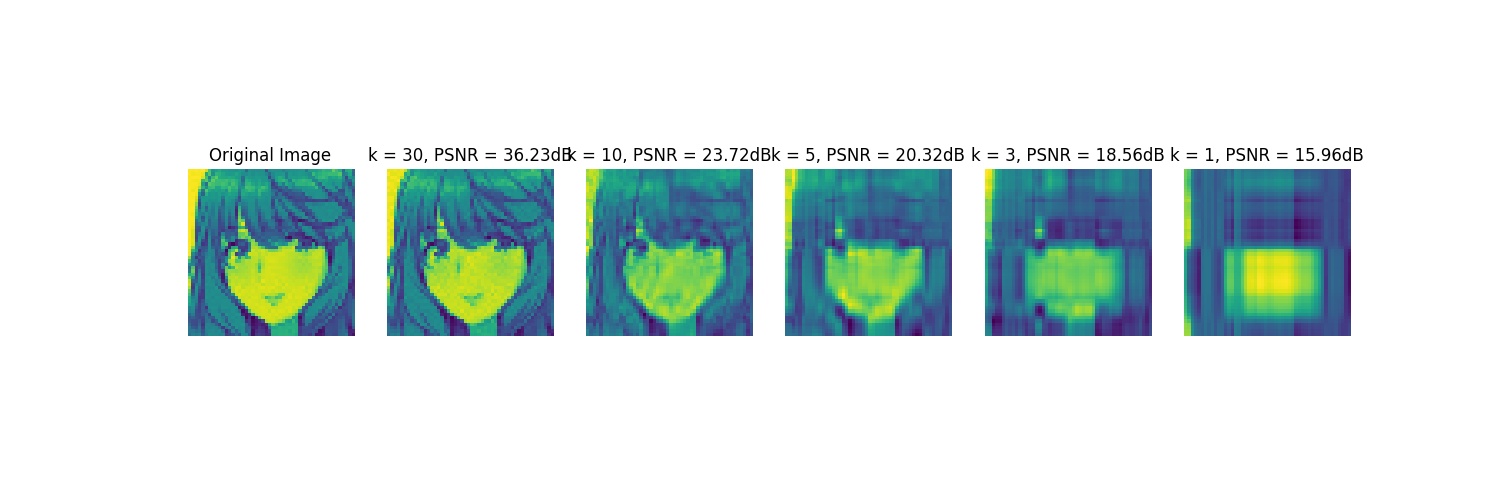 Original Image
k = 30, PSNR = 36.23dB
k = 10, PSNR = 23.72dB
k = 5, PSNR = 20.32dB
k = 3, PSNR = 18.56dB
k = 1, PSNR = 15.96dB